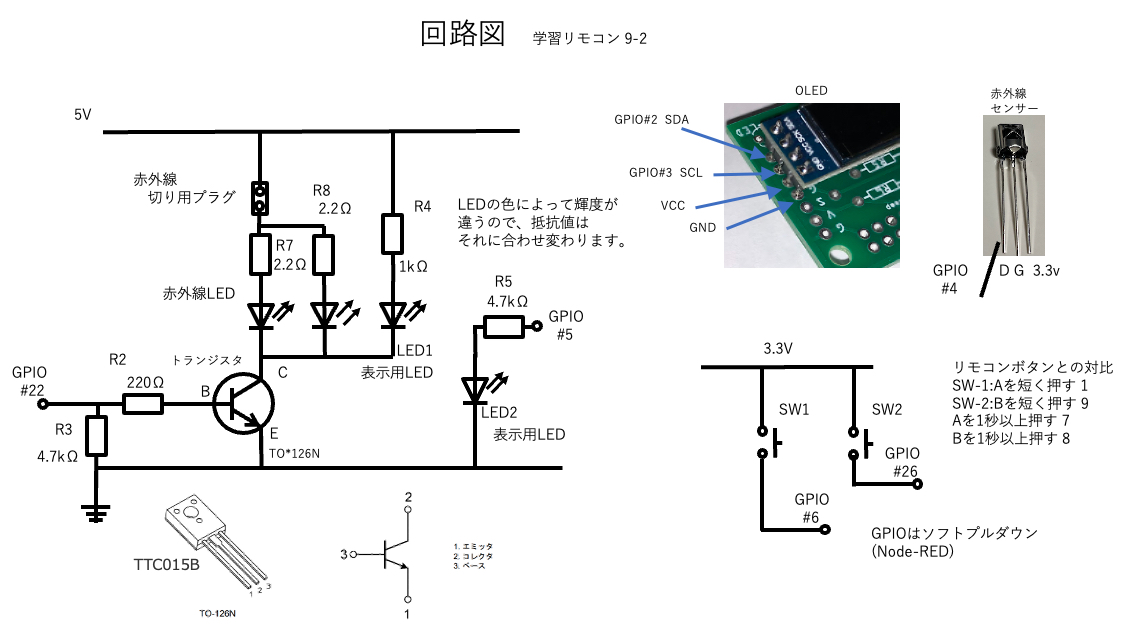 回路図 学習リモコン 9-2
5V
赤外線
切り用プラグ
R8
2.2Ω
R7
2.2Ω
R4
1kΩ
赤外線LED
LEDの色によって輝度が
違うので、抵抗値は
それに合わせ変わります。
R5
4.7kΩ
GPIO
#5
LED1
表示用LED
LED2
表示用LED
トランジスタ
C
B
E
TO*126N
GPIO
#22
R2
220Ω
R3
4.7kΩ
TTC015B
1 2 3
TO-126N
2
3
1
1. エミッタ
2. コレクタ
3. ベース
OLED
GPIO#2 SDA
GPIO#3 SCL
VCC
GND
GND VCC SCK SDA
赤外線
センサー
GPIO
#4
D G 3.3v
3.3V
SW1
SW2
GPIO
#26
GPIO
#6
リモコンボタンとの対比
SW-1:Aを短く押す 1
SW-2:Bを短く押す 9
Aを1秒以上押す 7
Bを1秒以上押す 8
GPIOはソフトプルダウン
(Node-RED)